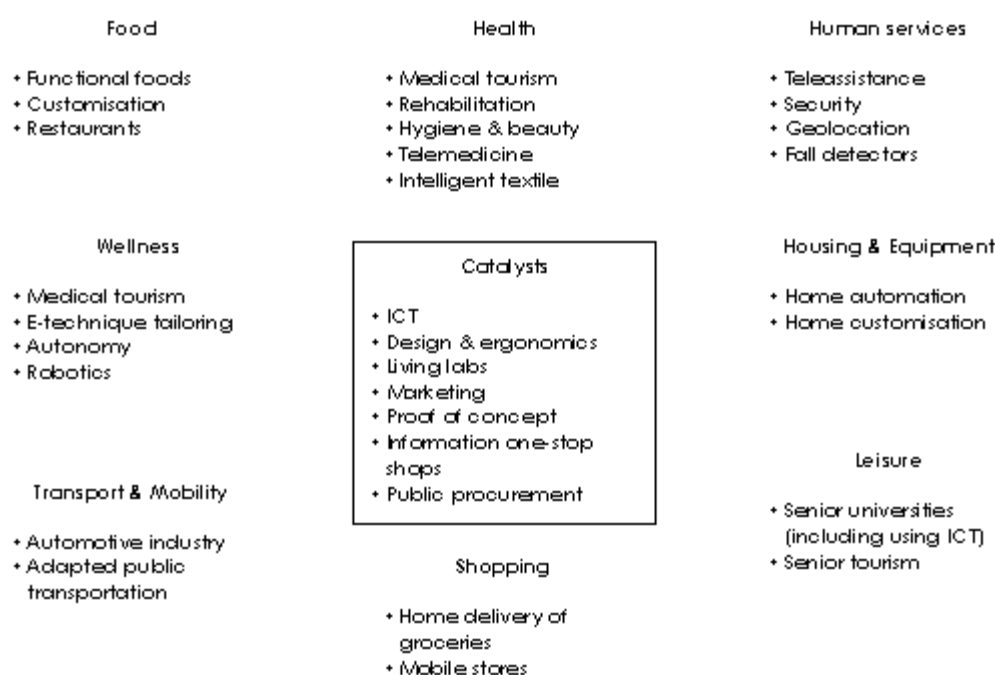 Food
• Functional foods
• Customisation
• Restaurants
Health
• Medical tourism
• Rehabilitation
• Hygiene & beauty
• Telemedicine
• Intelligent textile
Human services
• Teleassistance
• Security
• Geolocation
• Fall detectors
Wellness
• Medical tourism
• E-technique tailoring
• Autonomy
• Robotics
Catalysts
• ICT
• Design & ergonomics
• Living labs
• Marketing
• Proof of concept
• Information one-stop
shops
• Public procurement
Housing & Equipment
• Home automation
• Home customisation
Transport & Mobility
• Automotive industry
• Adapted public
transportation
Shopping
• Home delivery of
groceries
• Mobile stores
Leisure
• Senior universities
(including using ICT)
• Senior tourism